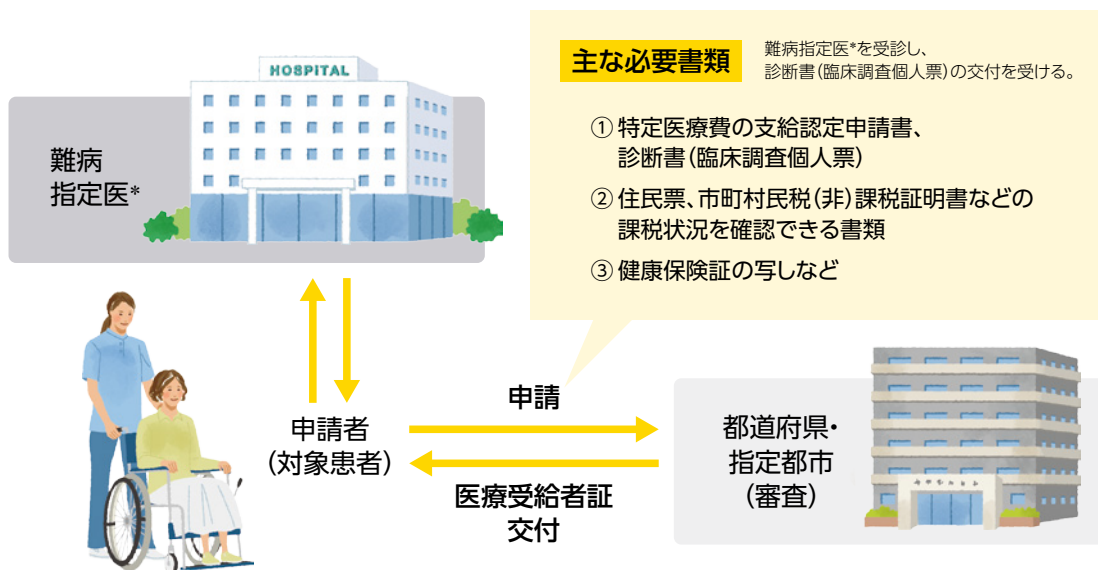 HOSPITAL
難病
指定医*
主な必要書類
難病指定医*を受診し、
診断書(臨床調査個人票)の交付を受ける。
① 特定医療費の支給認定申請書、
診断書(臨床調査個人票)
② 住民票、市町村民税(非)課税証明書などの
課税状況を確認できる書類
③ 健康保険証の写しなど
申請者
(対象患者)
申請
医療受給者証
交付
都道府県・
指定都市
(審査)